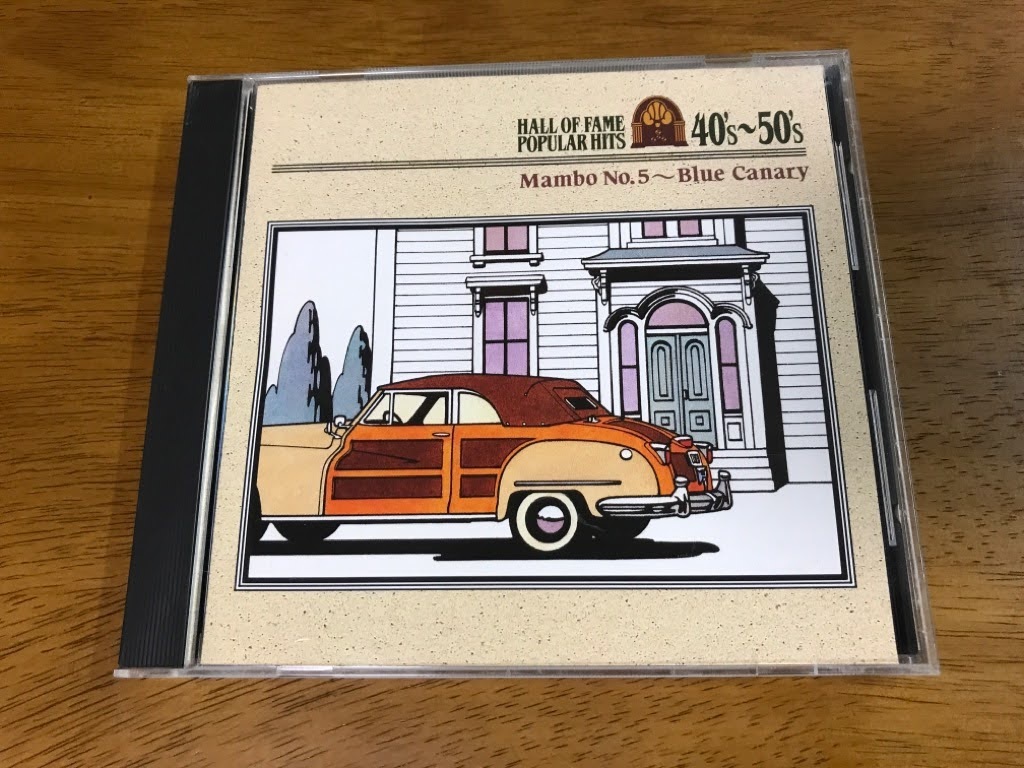 HALL OF FAME
POPULAR HITS
40's~50's
Mambo No.5~Blue Canary